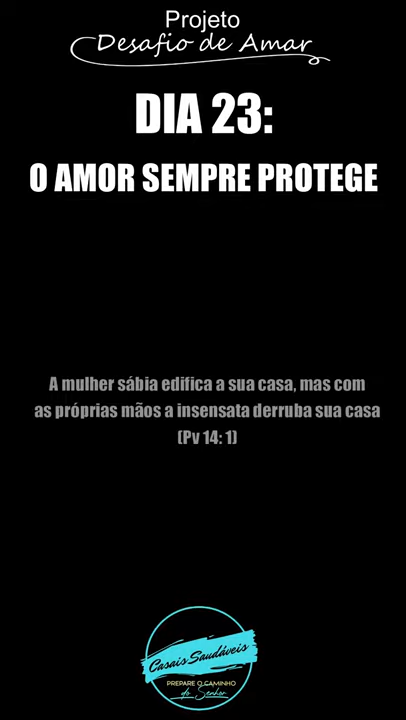 Projeto
Desafio de Amar
DIA 23:
O AMOR SEMPRE PROTEGE
A mulher sábia edifica a sua casa, mas com
as próprias mãos a insensata derruba sua casa
(Pv 14: 1)
Casais Saudáveis
PREPARE O CAMINHO
do Senhor